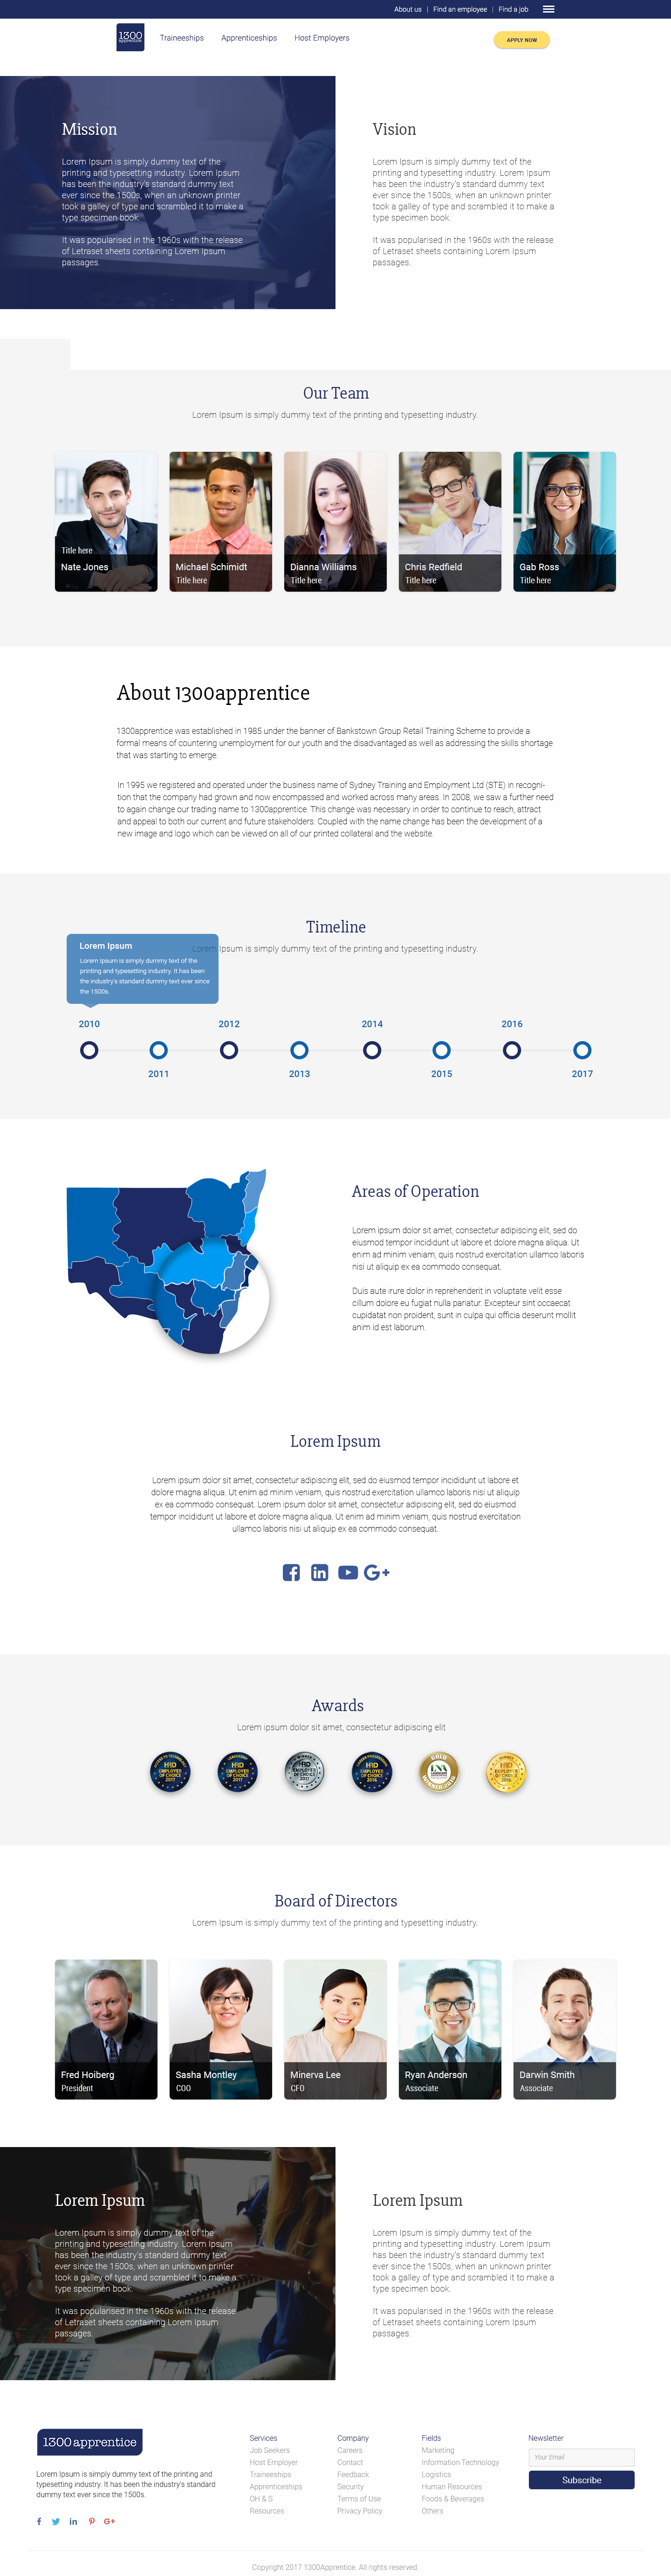 About us | Find an employee | Find a job
1300
apprentice
Traineeships Apprenticeships Host Employers
APPLY NOW
Mission
Lorem Ipsum is simply dummy text of the
printing and typesetting industry. Lorem Ipsum
has been the industry's standard dummy text
ever since the 1500s, when an unknown printer
took a galley of type and scrambled it to make a
type specimen book.
It was popularised in the 1960s with the release
of Letraset sheets containing Lorem Ipsum
passages.
Vision
Lorem Ipsum is simply dummy text of the
printing and typesetting industry. Lorem Ipsum
has been the industry's standard dummy text
ever since the 1500s, when an unknown printer
took a galley of type and scrambled it to make a
type specimen book.
It was popularised in the 1960s with the release
of Letraset sheets containing Lorem Ipsum
passages.
Our Team
Lorem Ipsum is simply dummy text of the printing and typesetting industry.
Title here
Nate Jones
Michael Schimidt
Title here
Dianna Williams
Title here
Chris Redfield
Title here
Gab Ross
Title here
About 1300apprentice
1300apprentice was established in 1985 under the banner of Bankstown Group Retail Training Scheme to provide a
formal means of countering unemployment for our youth and the disadvantaged as well as addressing the skills shortage
that was starting to emerge.
In 1995 we registered and operated under the business name of Sydney Training and Employment Ltd (STE) in recogni-
tion that the company had grown and now encompassed and worked across many areas. In 2008, we saw a further need
to again change our trading name to 1300apprentice. This change was necessary in order to continue to reach, attract
and appeal to both our current and future stakeholders. Coupled with the name change has been the development of a
new image and logo which can be viewed on all of our printed collateral and the website.
Timeline
Lorem Ipsum is simply dummy text of the printing and typesetting industry.
Lorem Ipsum
Lorem Ipsum is simply dummy text of the
printing and typesetting industry. It has been
the industry's standard dummy text ever since
the 1500s.
2010 2012 2014 2016
2011 2013 2015 2017
Areas of Operation
Lorem ipsum dolor sit amet, consectetur adipiscing elit, sed do
eiusmod tempor incididunt ut labore et dolore magna aliqua. Ut
enim ad minim veniam, quis nostrud exercitation ullamco laboris
nisi ut aliquip ex ea commodo consequat.
Duis aute irure dolor in reprehenderit in voluptate velit esse
cillum dolore eu fugiat nulla pariatur. Excepteur sint occaecat
cupidatat non proident, sunt in culpa qui officia deserunt mollit
anim id est laborum.
Lorem Ipsum
Lorem ipsum dolor sit amet, consectetur adipiscing elit, sed do eiusmod tempor incididunt ut labore et
dolore magna aliqua. Ut enim ad minim veniam, quis nostrud exercitation ullamco laboris nisi ut aliquip
ex ea commodo consequat. Lorem ipsum dolor sit amet, consectetur adipiscing elit, sed do eiusmod
tempor incididunt ut labore et dolore magna aliqua. Ut enim ad minim veniam, quis nostrud exercitation
ullamco laboris nisi ut aliquip ex ea commodo consequat.
Awards
Lorem ipsum dolor sit amet, consectetur adipiscing elit
ACCESS TO TECHNOLOGY
HRD
EMPLOYER
OF CHOICE
2017
LEADERSHIP
HRD
EMPLOYER
OF CHOICE
2017
HRD
EMPLOYER
OF CHOICE
2017
CAREER PROGRESSION
HRD
EMPLOYER
OF CHOICE
2016
GOLD
WINNER 2016
WINNER
HRD
EMPLOYER
OF CHOICE
2016
Board of Directors
Lorem Ipsum is simply dummy text of the printing and typesetting industry.
Fred Hoiberg
President
Sasha Montley
COO
Minerva Lee
CFO
Ryan Anderson
Associate
Darwin Smith
Associate
Lorem Ipsum
Lorem Ipsum is simply dummy text of the
printing and typesetting industry. Lorem Ipsum
has been the industry's standard dummy text
ever since the 1500s, when an unknown printer
took a galley of type and scrambled it to make a
type specimen book.
It was popularised in the 1960s with the release
of Letraset sheets containing Lorem Ipsum
passages.
Lorem Ipsum
Lorem Ipsum is simply dummy text of the
printing and typesetting industry. Lorem Ipsum
has been the industry's standard dummy text
ever since the 1500s, when an unknown printer
took a galley of type and scrambled it to make a
type specimen book.
It was popularised in the 1960s with the release
of Letraset sheets containing Lorem Ipsum
passages.
1300 apprentice
Lorem Ipsum is simply dummy text of the printing and
typesetting industry. It has been the industry's standard
dummy text ever since the 1500s.
Services
Job Seekers
Host Employer
Traineeships
Apprenticeships
OH & S
Resources
Company
Careers
Contact
Feedback
Security
Terms of Use
Privacy Policy
Fields
Marketing
Information Technology
Logistics
Human Resources
Foods & Beverages
Others
Newsletter
Your Email
Subscribe
Copyright 2017 1300Apprentice. All rights reserved.